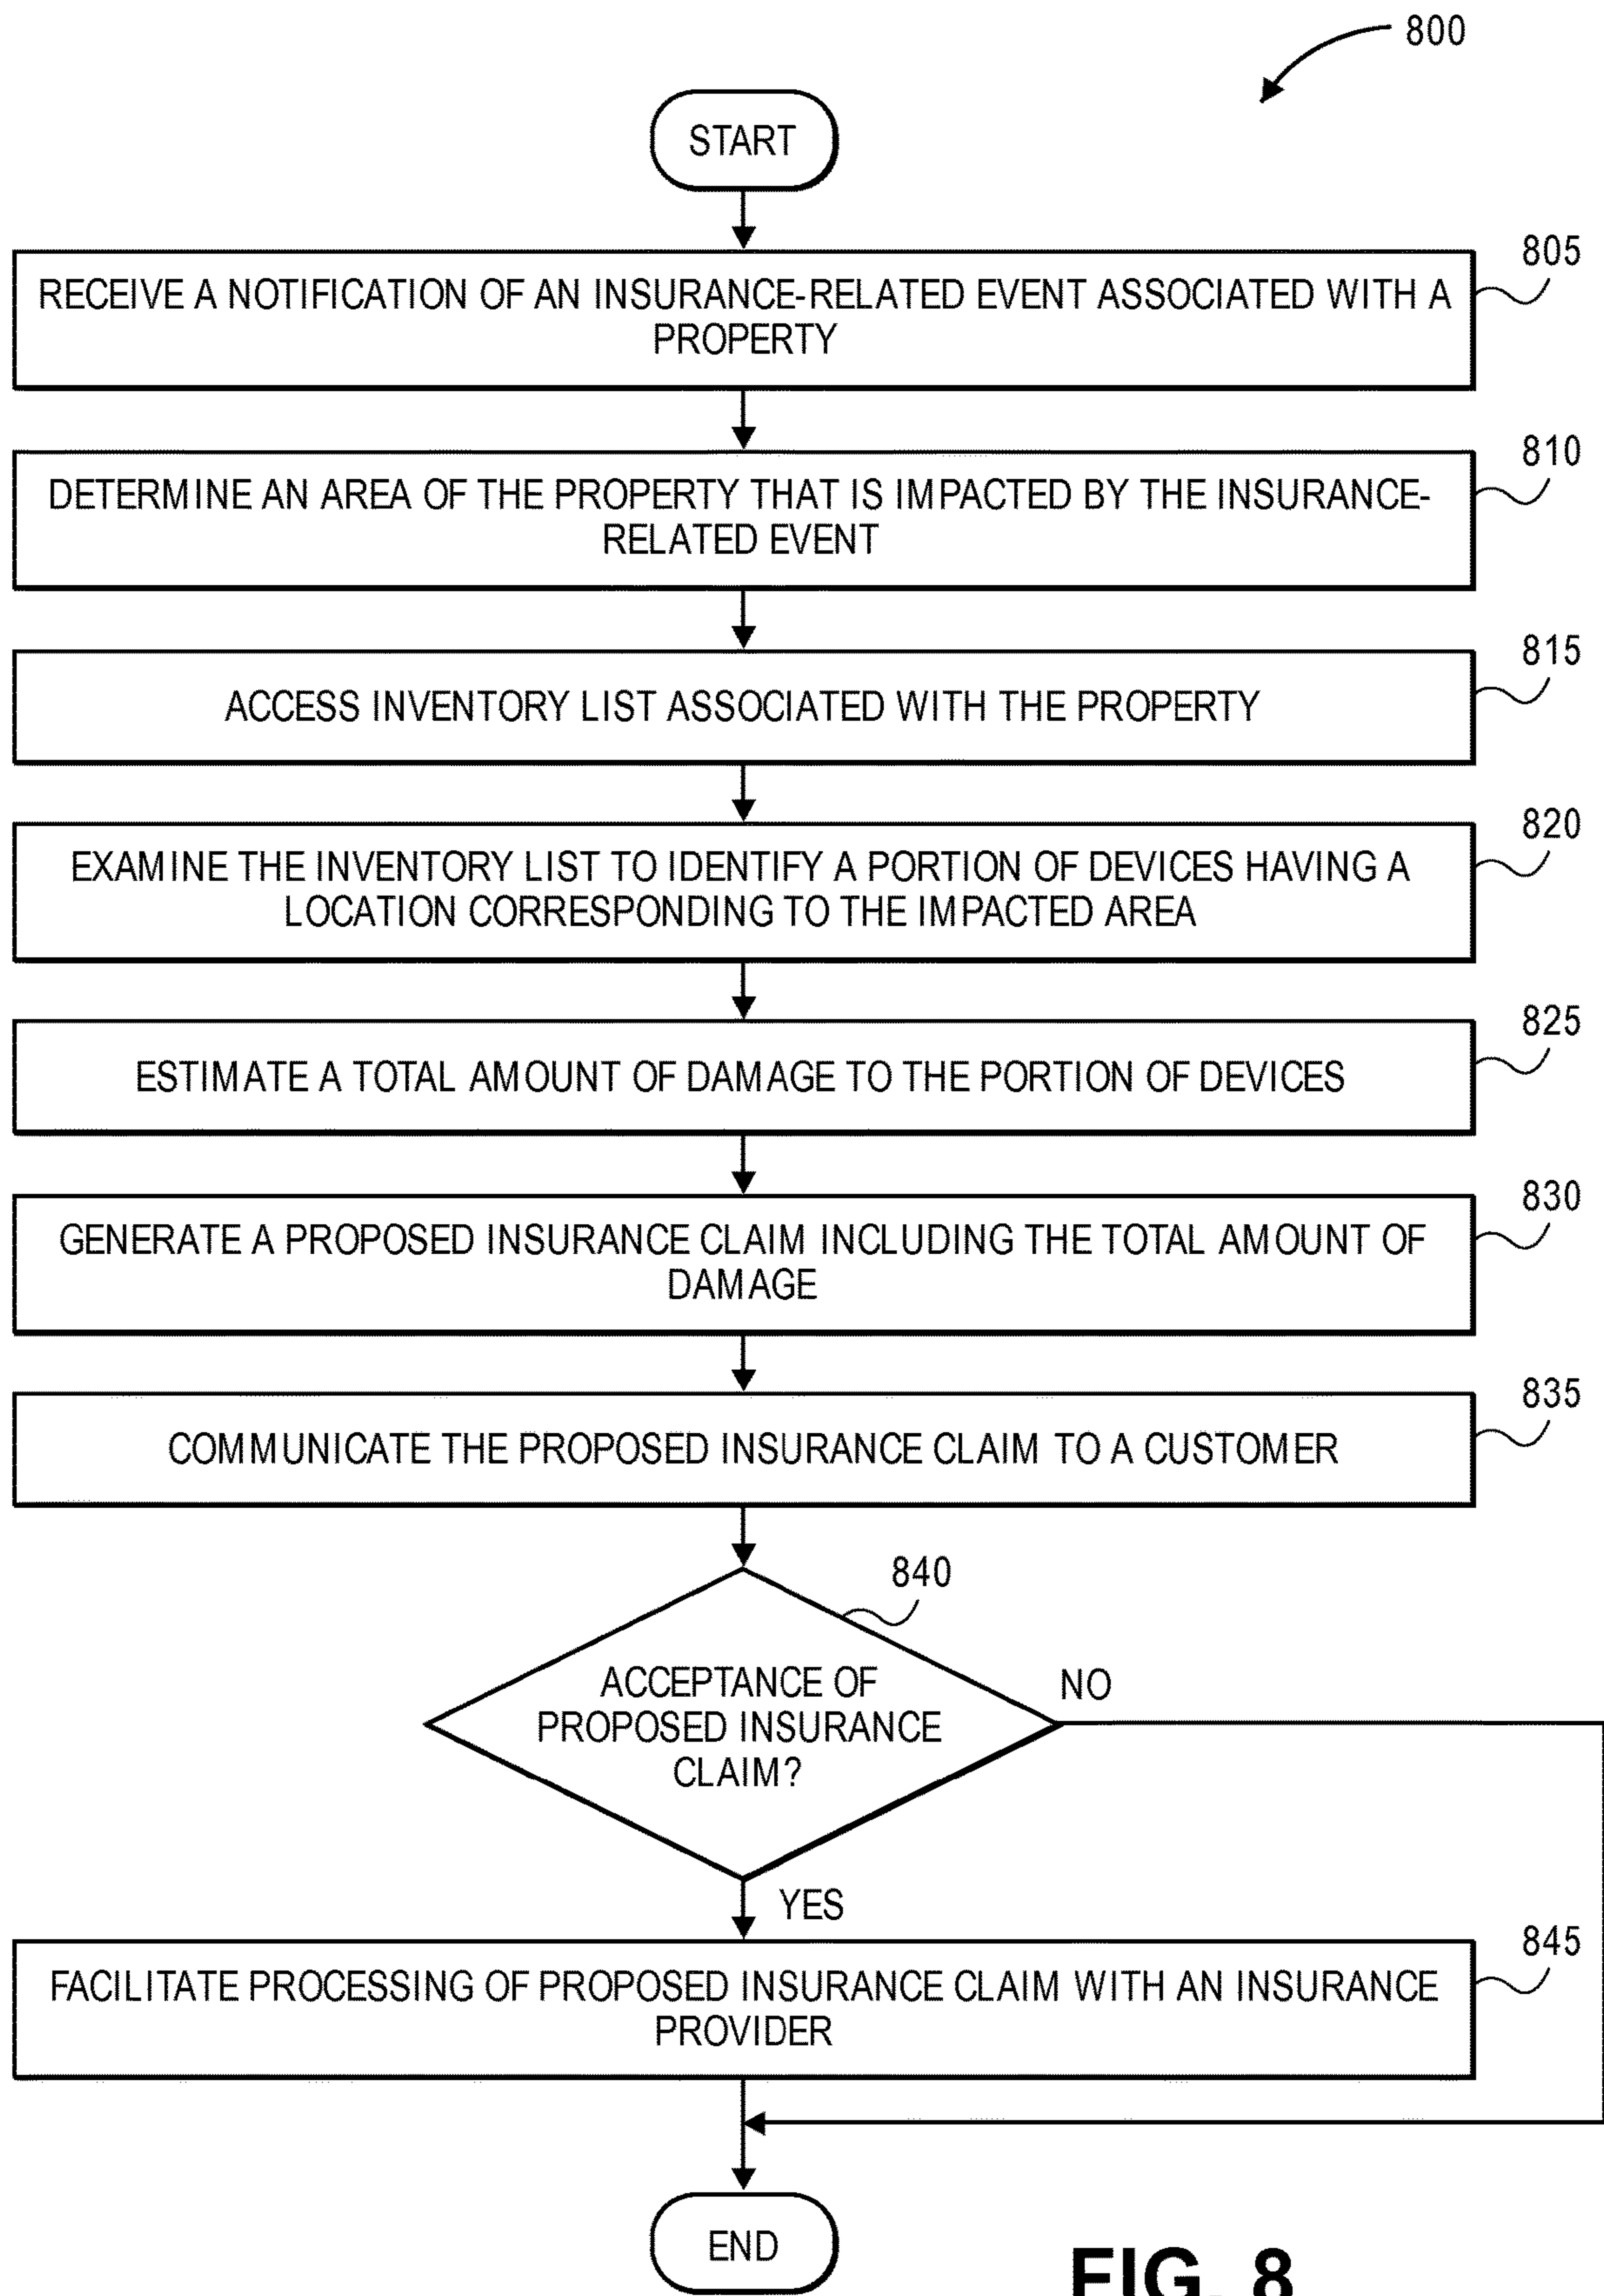 800
START
805
RECEIVE A NOTIFICATION OF AN INSURANCE-RELATED EVENT ASSOCIATED WITH A
PROPERTY
810
DETERMINE AN AREA OF THE PROPERTY THAT IS IMPACTED BY THE INSURANCE-
RELATED EVENT
815
ACCESS INVENTORY LIST ASSOCIATED WITH THE PROPERTY
820
EXAMINE THE INVENTORY LIST TO IDENTIFY A PORTION OF DEVICES HAVING A
LOCATION CORRESPONDING TO THE IMPACTED AREA
825
ESTIMATE A TOTAL AMOUNT OF DAMAGE TO THE PORTION OF DEVICES
830
GENERATE A PROPOSED INSURANCE CLAIM INCLUDING THE TOTAL AMOUNT OF
DAMAGE
835
COMMUNICATE THE PROPOSED INSURANCE CLAIM TO A CUSTOMER
840
ACCEPTANCE OF
PROPOSED INSURANCE
CLAIM?
NO
YES
845
FACILITATE PROCESSING OF PROPOSED INSURANCE CLAIM WITH AN INSURANCE
PROVIDER
END
FIG. 8